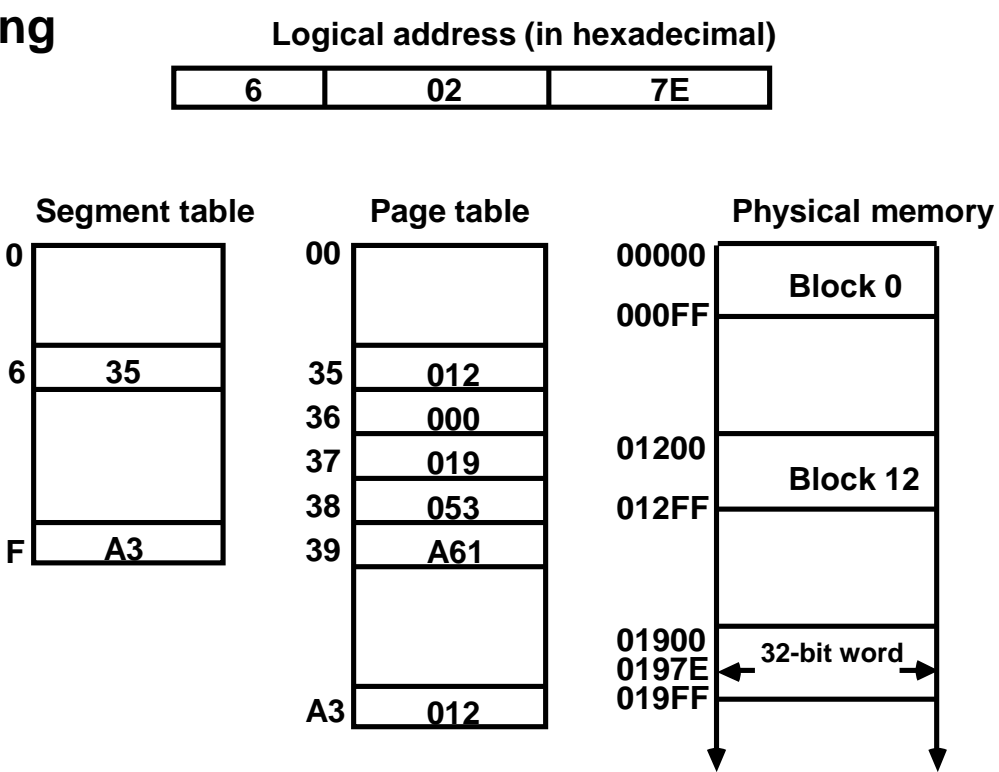 ng
Logical address (in hexadecimal)
6 02 7E
Segment table
0
6 35
F A3
Page table
00
35 012
36 000
37 019
38 053
39 A61
A3 012
Physical memory
00000
Block 0
000FF
01200
Block 12
012FF
01900
32-bit word
0197E
019FF